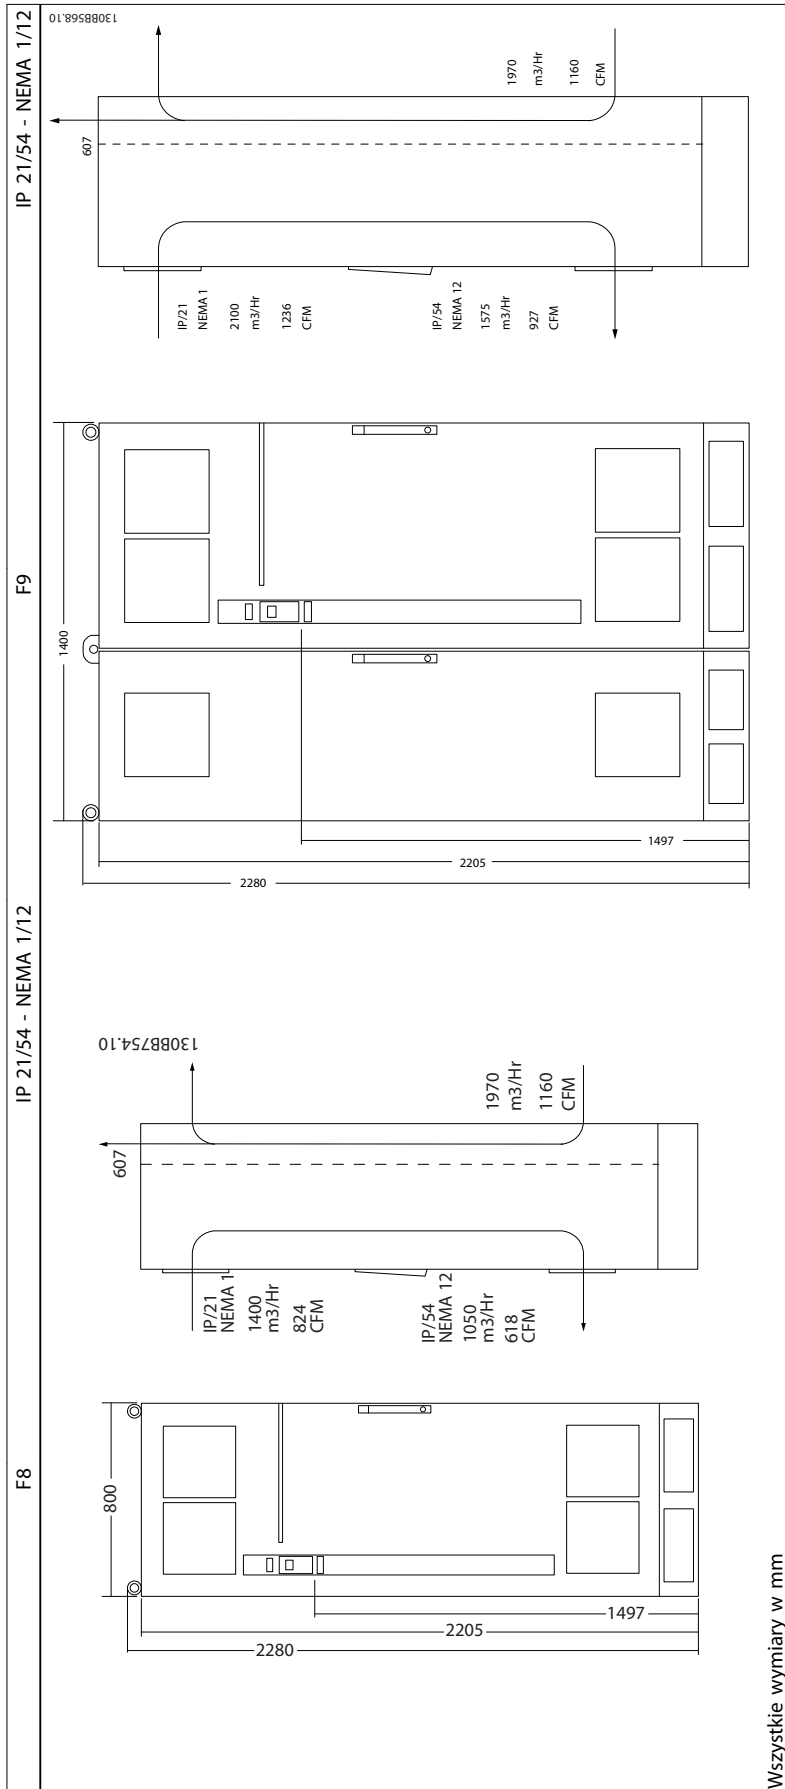 F8
IP 21/54 - NEMA 1/12
F9
IP 21/54 - NEMA 1/12
800
2280
2205
1497
IP/21
NEMA 1
1400
m3/Hr
824
CFM
IP/54
NEMA 12
1050
m3/Hr
618
CFM
607
1970
m3/Hr
1160
CFM
130BB754.10
1400
2280
2205
1497
IP/21
NEMA 1
2100
m3/Hr
1236
CFM
IP/54
NEMA 12
1575
m3/Hr
927
CFM
607
1970
m3/Hr
1160
CFM
130BB568.10
Wszystkie wymiary w mm